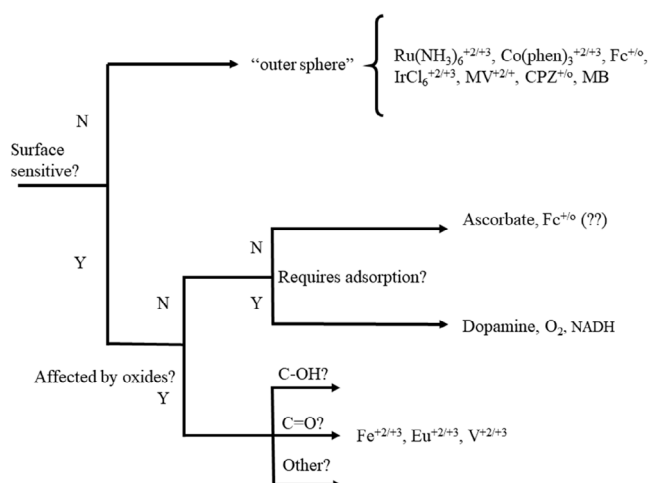 "outer sphere"
Ru(NH₃)₆⁺²/⁺³, Co(phen)₃⁺²/⁺³, Fc⁺/ᵒ,
IrCl₆⁺²/⁺³, MV⁺²/⁺, CPZ⁺/ᵒ, MB
N
Surface
sensitive?
Y
N
Ascorbate, Fc⁺/ᵒ (??)
Requires adsorption?
N
Y
Dopamine, O₂, NADH
Affected by oxides?
Y
C-OH?
C=O?
Fe⁺²/⁺³, Eu⁺²/⁺³, V⁺²/⁺³
Other?